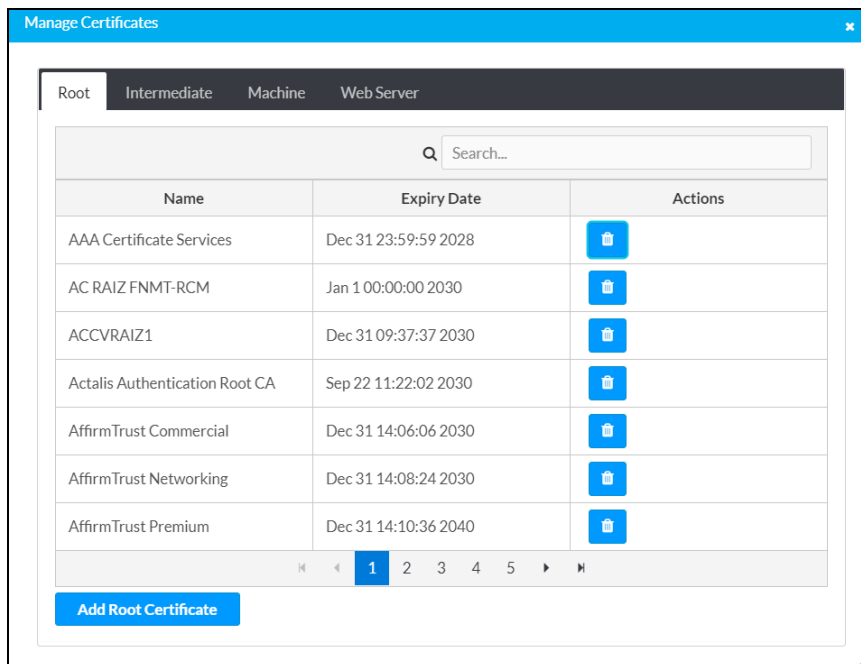 Manage Certificates
Root Intermediate Machine Web Server
Search...
Name Expiry Date Actions
AAA Certificate Services Dec 31 23:59:59 2028
AC RAIZ FNMT-RCM Jan 1 00:00:00 2030
ACCVRAIZ1 Dec 31 09:37:37 2030
Actalis Authentication Root CA Sep 22 11:22:02 2030
AffirmTrust Commercial Dec 31 14:06:06 2030
AffirmTrust Networking Dec 31 14:08:24 2030
AffirmTrust Premium Dec 31 14:10:36 2040
1 2 3 4 5
Add Root Certificate